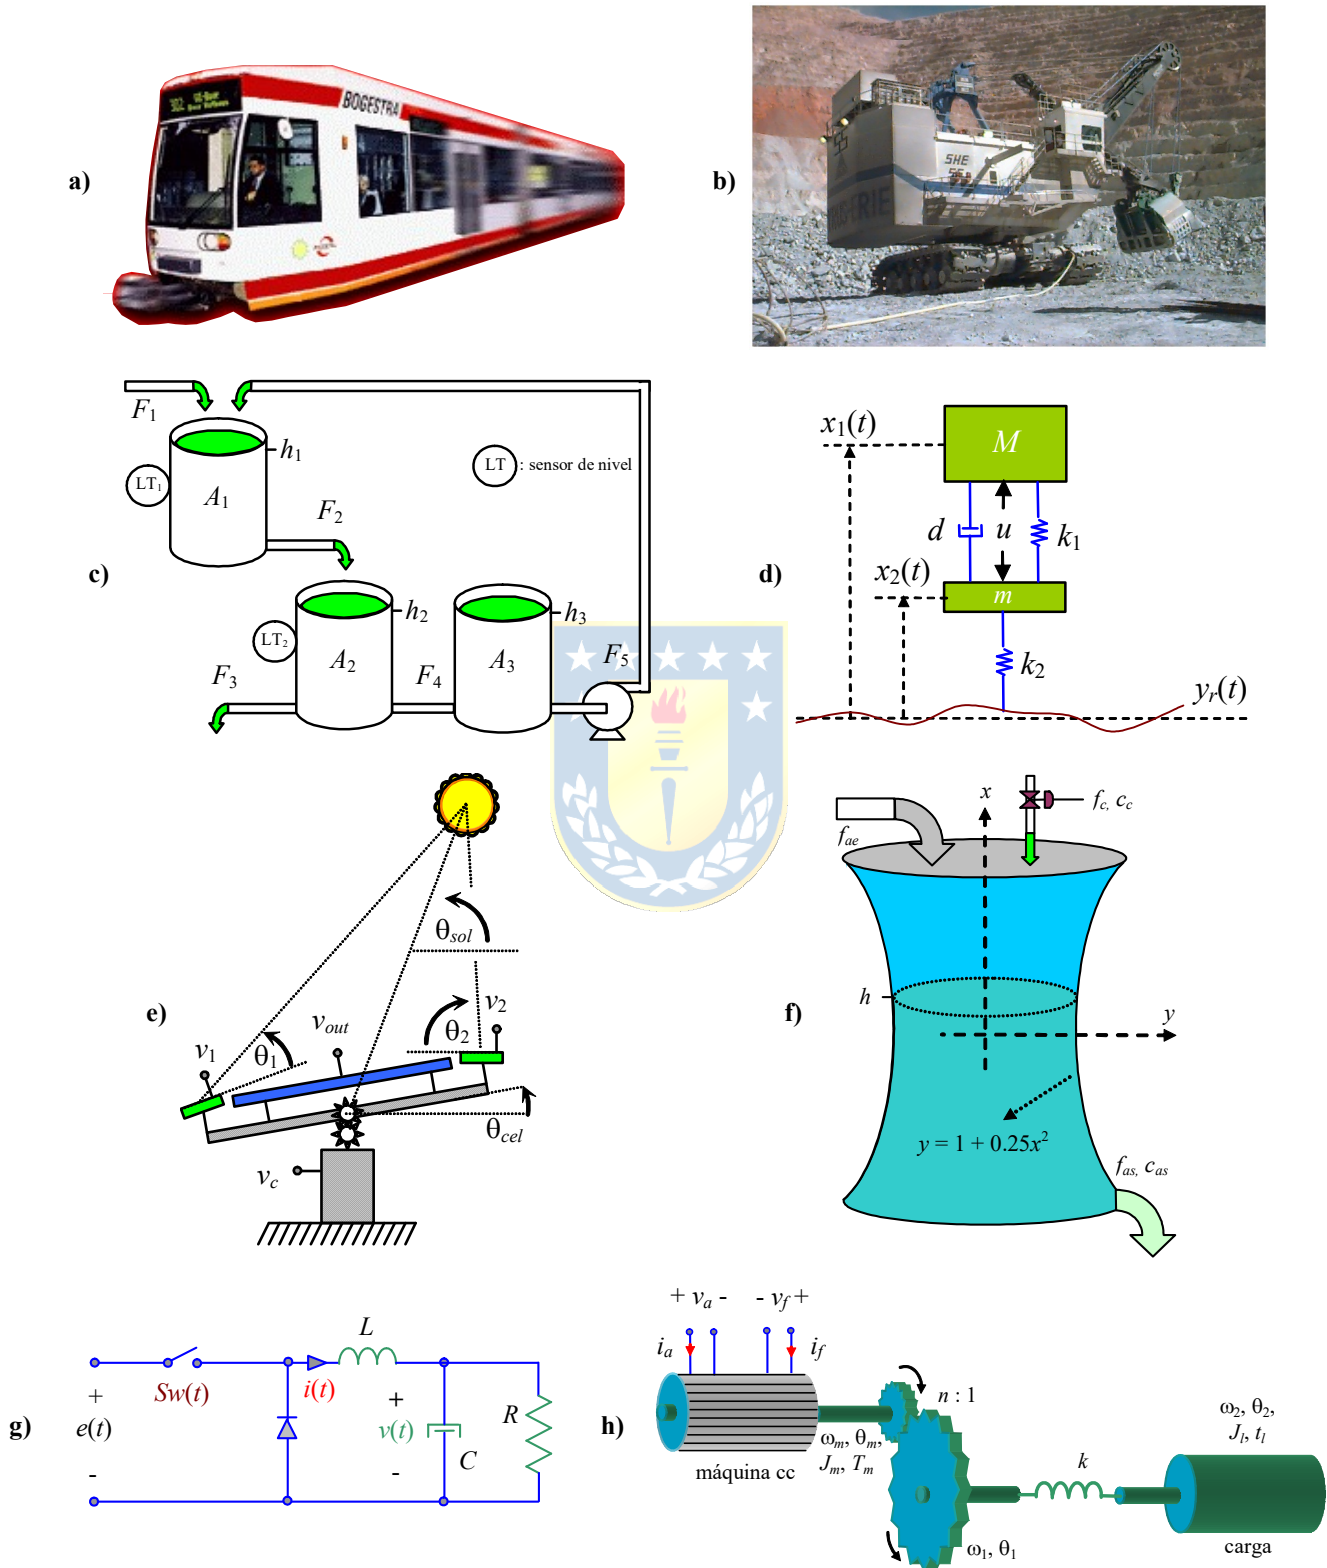 a)
BOGESTRA
b)
SHE
c)
F1
h1
LT1
A1
F2
LT : sensor de nivel
h2
LT2
A2
F3
F4
h3
A3
F5
d)
x1(t)
M
d
u
k1
x2(t)
m
k2
yr(t)
e)
θsol
v1
θ1
vout
θ2
v2
θcel
vc
f)
x
fc, cc
fae
h
y
y = 1 + 0.25x2
fas, cas
g)
L
+
e(t)
-
Sw(t)
i(t)
+
v(t)
-
C
R
h)
+ va -
- vf +
ia
if
máquina cc
ωm, θm,
Jm, Tm
n : 1
ω1, θ1
k
ω2, θ2,
Jl, tl
carga